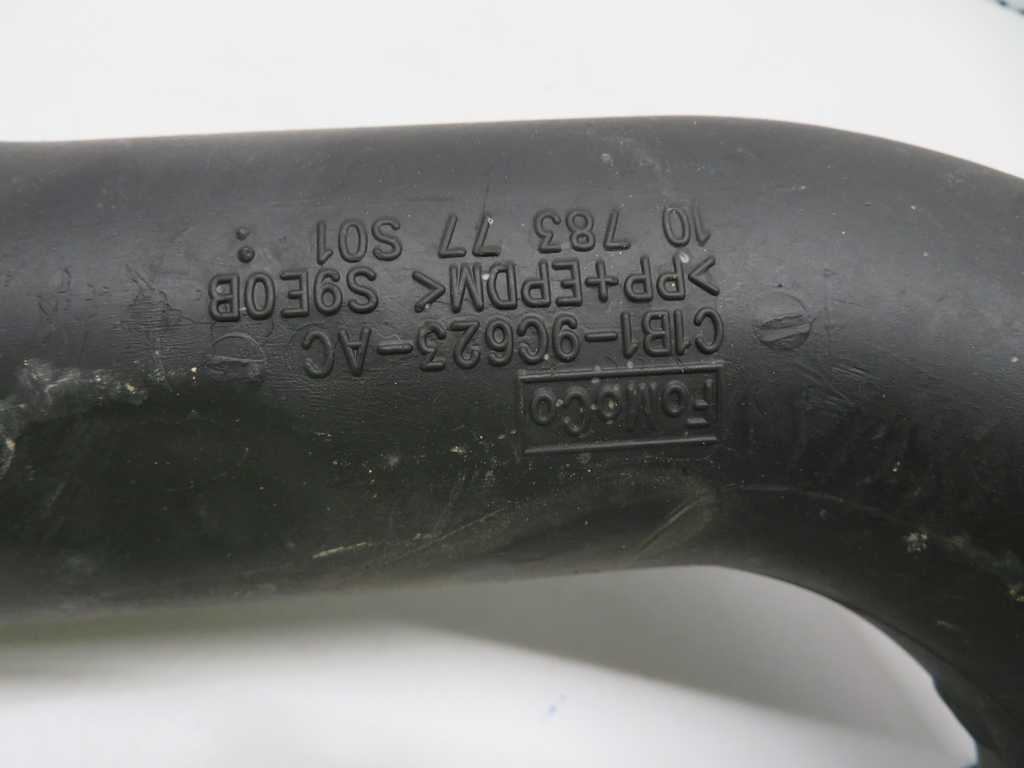 FoMoCo
C1B1-9C623-AC
>PP+EPDM< S9E0B
10 783 77 S01